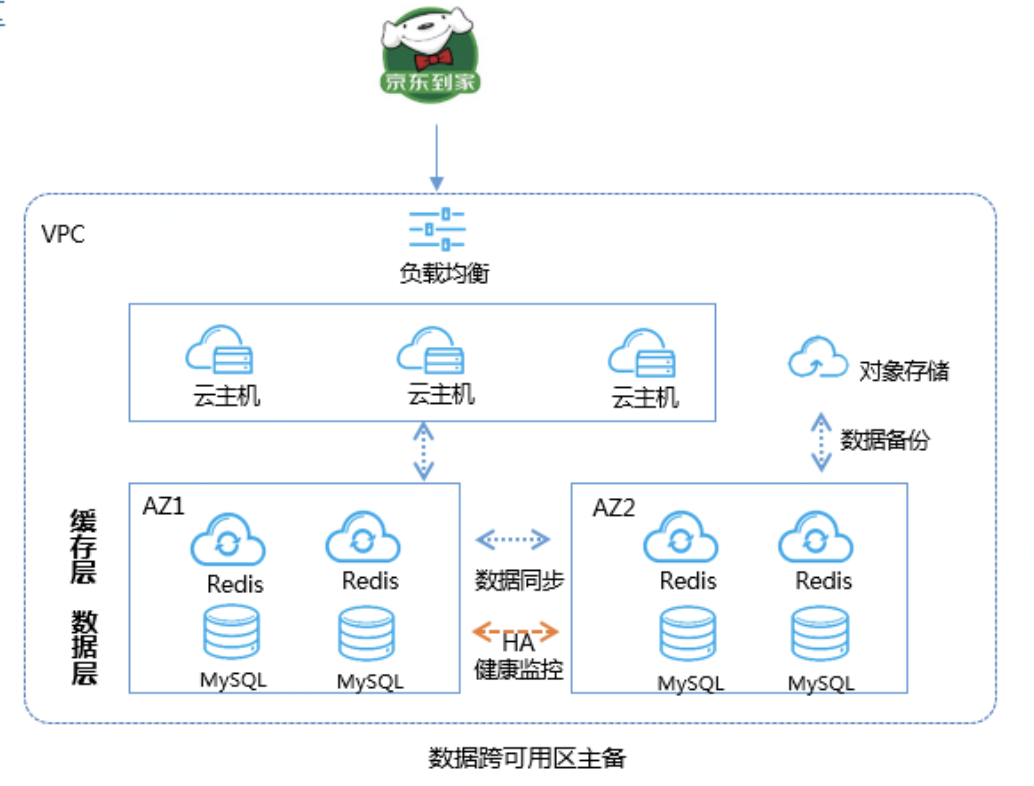 京东到家
VPC
负载均衡
云主机
云主机
云主机
对象存储
数据备份
缓存层
数据层
AZ1
Redis
Redis
MySQL
MySQL
数据同步
HA
健康监控
AZ2
Redis
Redis
MySQL
MySQL
数据跨可用区主备